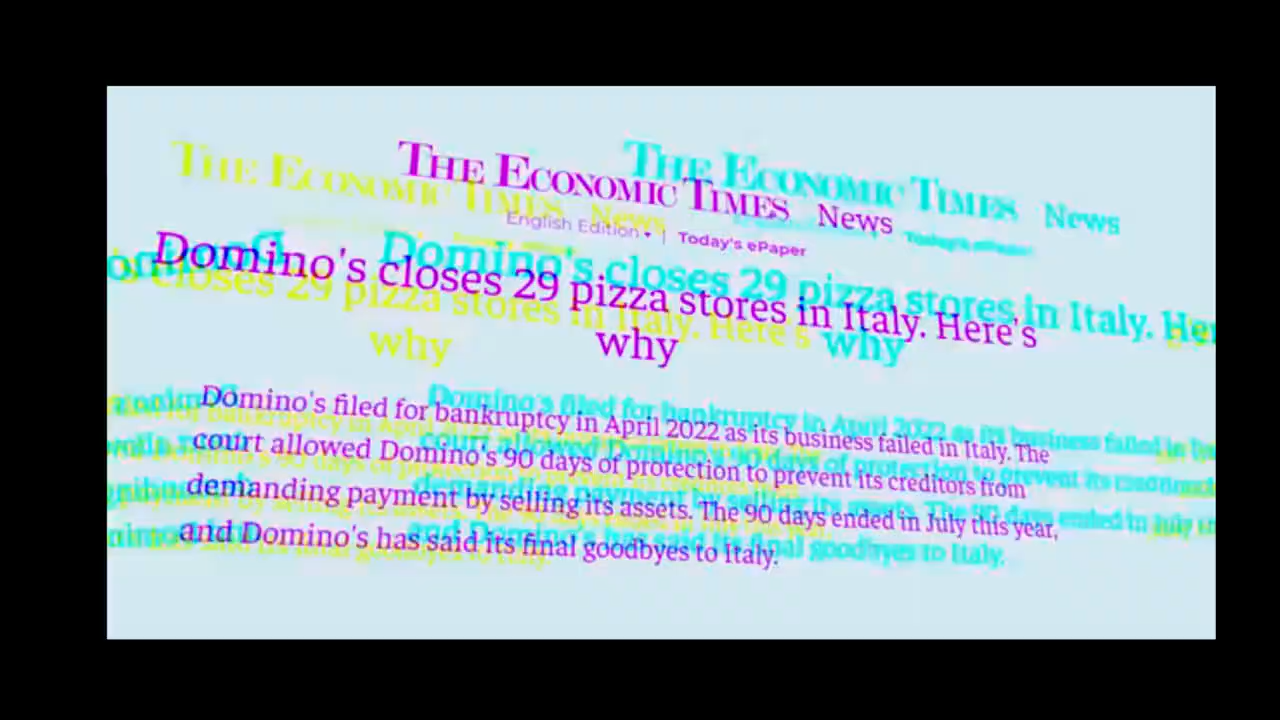 THE ECONOMIC TIMES News
English Edition ▾ | Today's ePaper
Domino's closes 29 pizza stores in Italy. Here's
why
Domino's filed for bankruptcy in April 2022 as its business failed in Italy. The
court allowed Domino's 90 days of protection to prevent its creditors from
demanding payment by selling its assets. The 90 days ended in July this year,
and Domino's has said its final goodbyes to Italy.